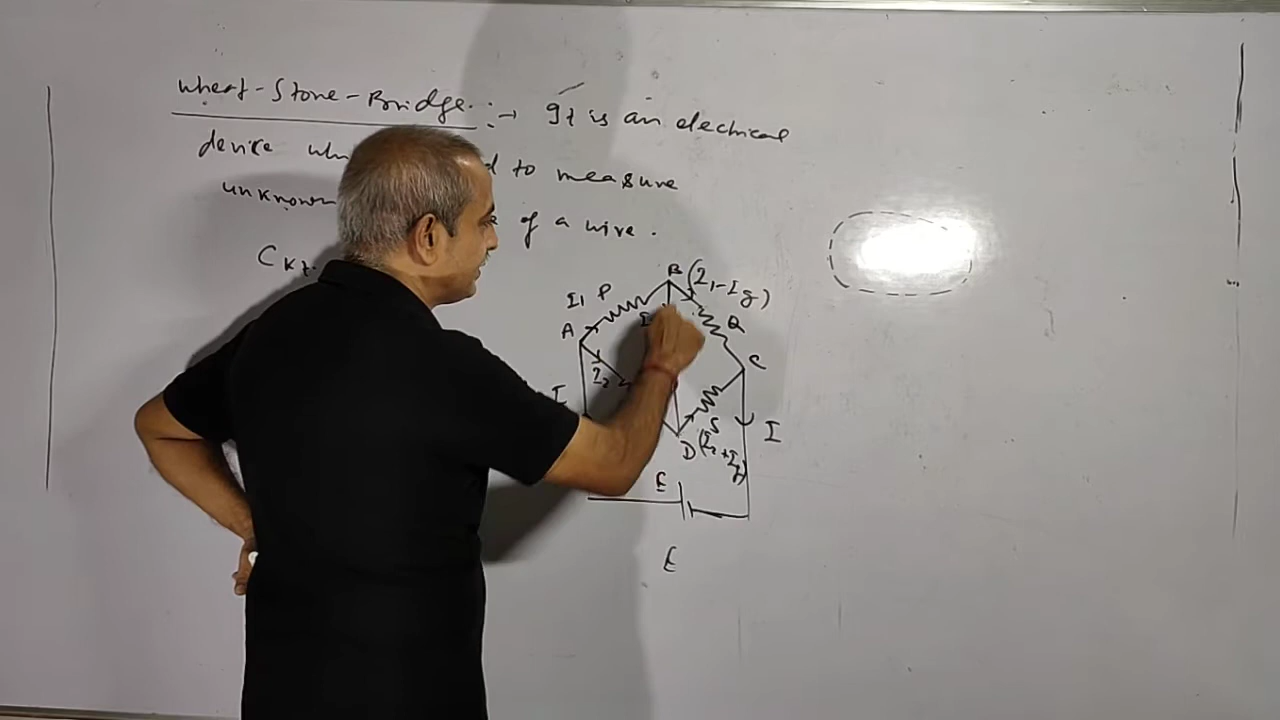 Wheat-Stone-Bridge :→ It is an electrical
device wh d to measure
unknown of a wire.
Ckt.
B (I1-Ig)
I1 P
A Q
C
I2
I I
S
D (I2+Ig)
E
E